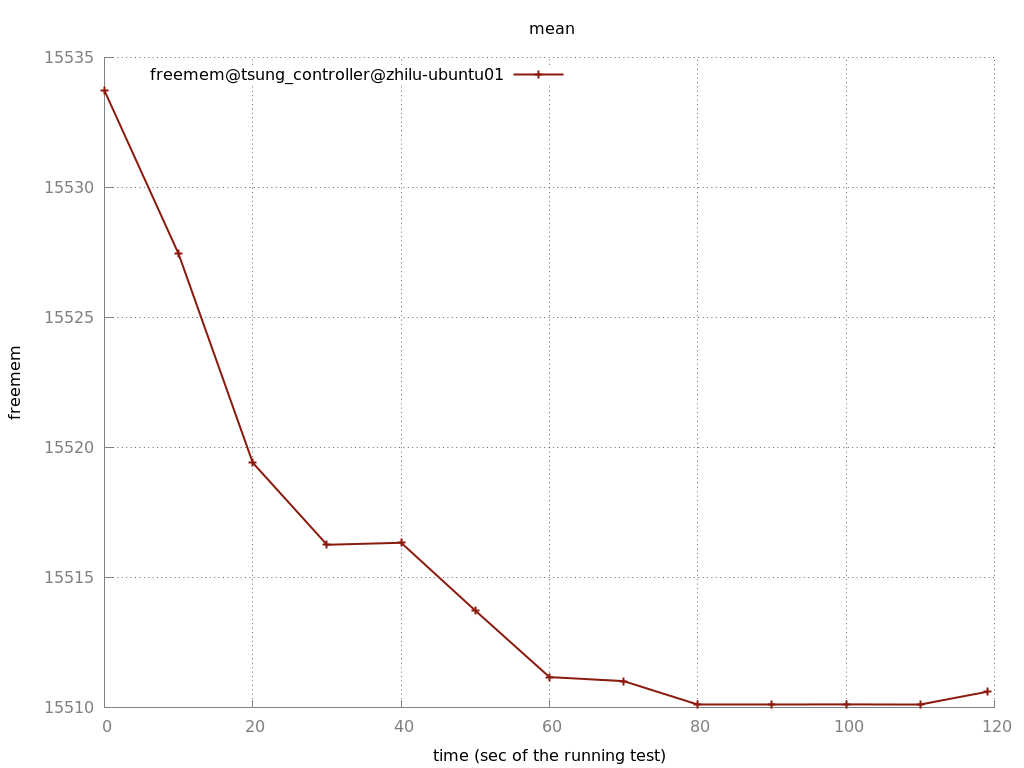 mean
freemem@tsung_controller@zhilu-ubuntu01
15535
15530
15525
15520
15515
15510
freemem
0 20 40 60 80 100 120
time (sec of the running test)